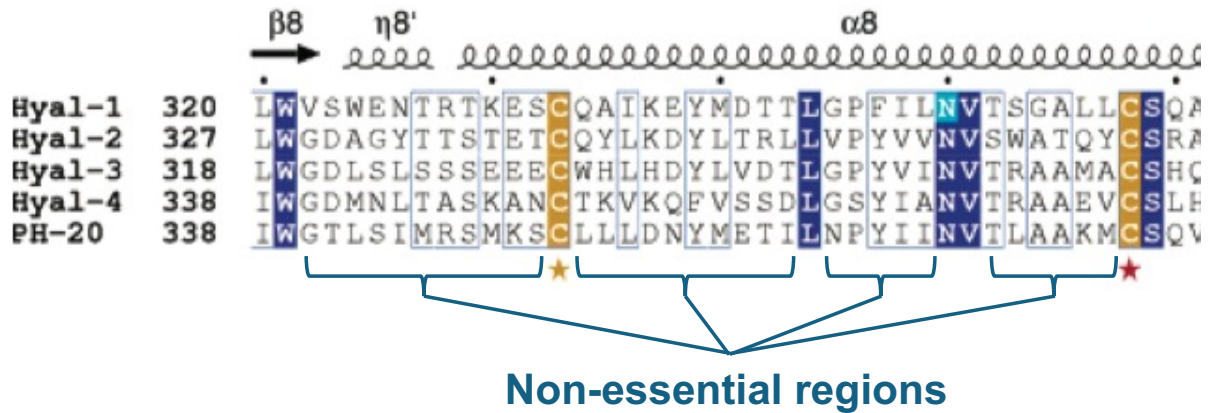 β8 η8' α8
Hyal-1 320 LWVSWENTRTKESCQAIKEYMDTTLGPFILNVTSGALLCSQA
Hyal-2 327 LWGDAGYTTSTETCQYLKDYLTRLLVPYVVNVSWATQYCSRA
Hyal-3 318 LWGDLSLSSSEEECWHLHDYLVDTLGPYVINVTRAAMACSHQ
Hyal-4 338 IWGDMNLTASKANCTKVKQFVSSDLGSYIANVTRAAEVCSLH
PH-20 338 IWGTLSIMRSMKSCLLLDNYMETILNPYIINVTLAAKMCSQV
Non-essential regions